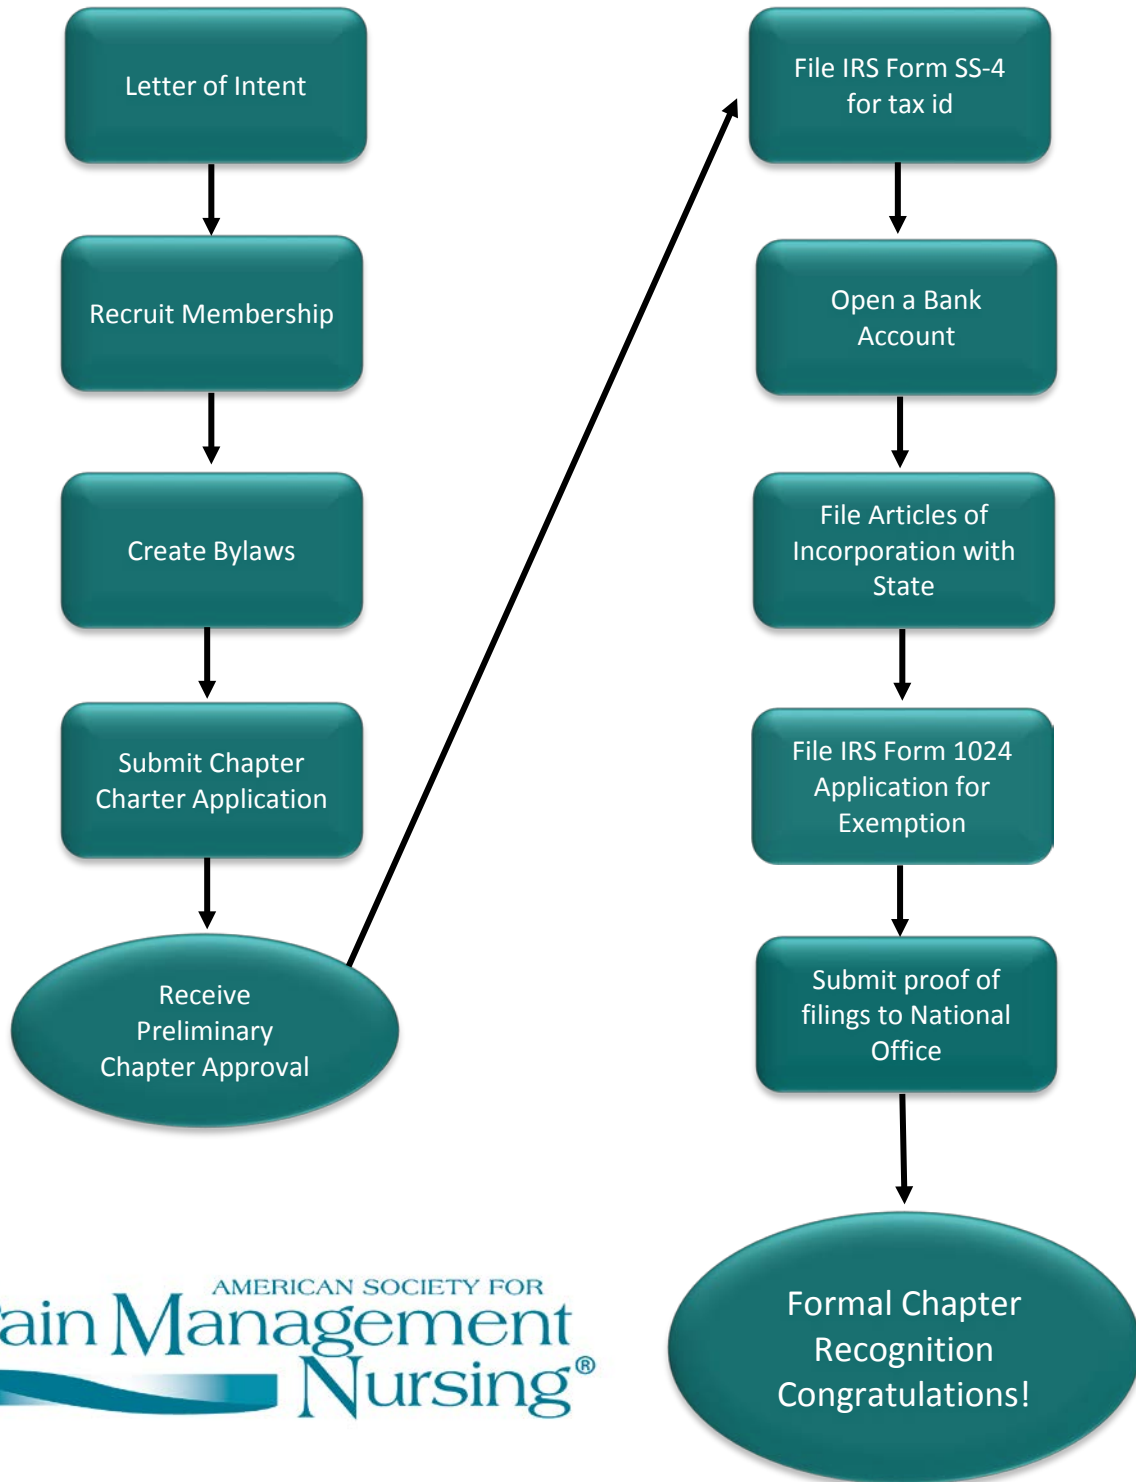 Letter of Intent
Recruit Membership
Create Bylaws
Submit Chapter
Charter Application
Receive
Preliminary
Chapter Approval
File IRS Form SS-4
for tax id
Open a Bank
Account
File Articles of
Incorporation with
State
File IRS Form 1024
Application for
Exemption
Submit proof of
filings to National
Office
Formal Chapter
Recognition
Congratulations!
AMERICAN SOCIETY FOR
ain Management
Nursing®